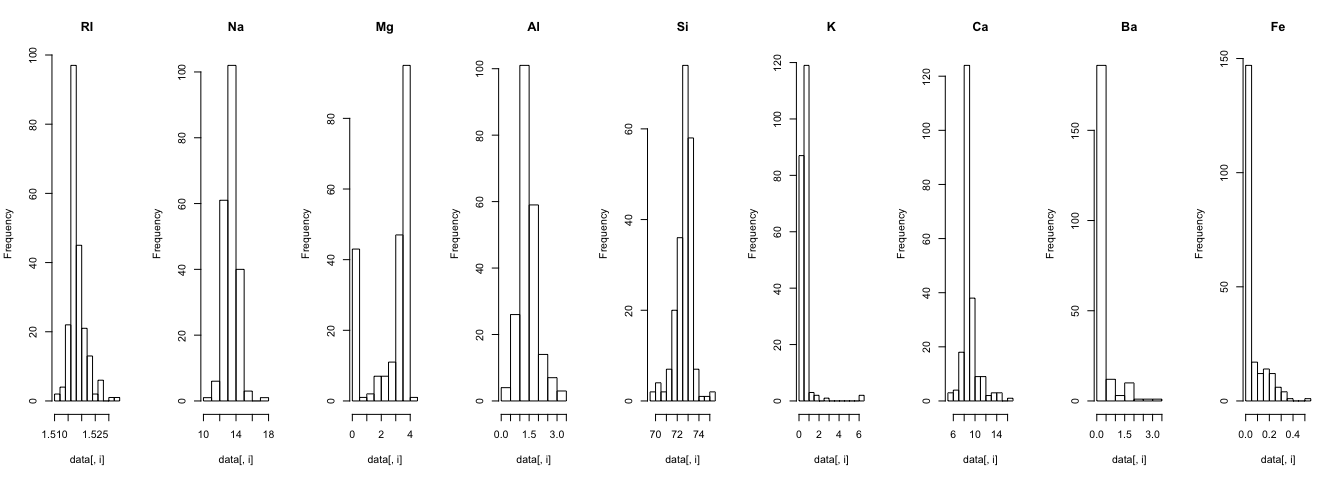 RI
Frequency
0 20 40 60 80 100
1.510 1.525
data[, i]
Na
Frequency
0 20 40 60 80 100
10 14 18
data[, i]
Mg
Frequency
0 20 40 60 80
0 2 4
data[, i]
Al
Frequency
0 20 40 60 80 100
0.0 1.5 3.0
data[, i]
Si
Frequency
0 20 40 60
70 72 74
data[, i]
K
Frequency
0 20 40 60 80 100 120
0 2 4 6
data[, i]
Ca
Frequency
0 20 40 60 80 100 120
6 10 14
data[, i]
Ba
Frequency
0 50 100 150
0.0 1.5 3.0
data[, i]
Fe
Frequency
0 50 100 150
0.0 0.2 0.4
data[, i]